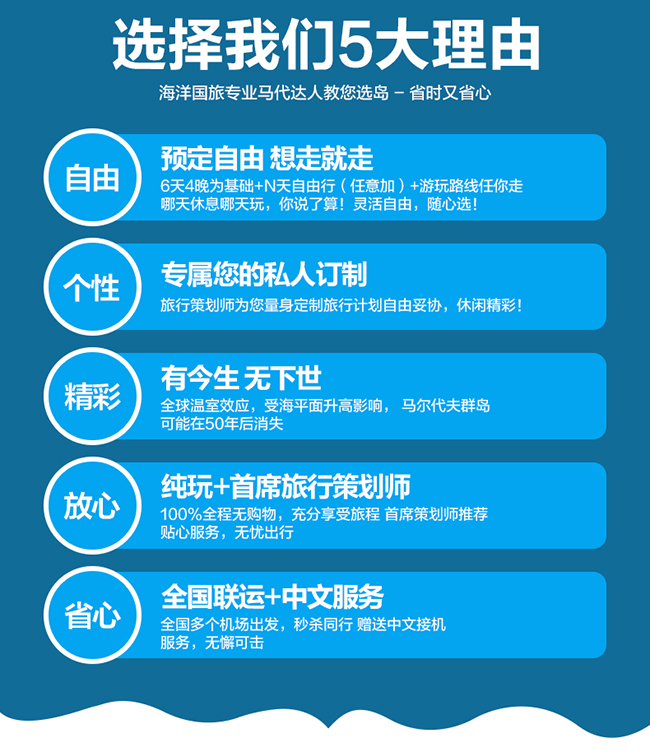 选择我们5大理由
海洋国旅专业马代达人教您选岛 – 省时又省心
自由
预定自由 想走就走
6天4晚为基础+N天自由行（任意加）+游玩路线任你走
哪天休息哪天玩，你说了算！灵活自由，随心选！
个性
专属您的私人订制
旅行策划师为您量身定制旅行计划自由妥协，休闲精彩！
精彩
有今生 无下世
全球温室效应，受海平面升高影响， 马尔代夫群岛
可能在50年后消失
放心
纯玩+首席旅行策划师
100%全程无购物，充分享受旅程 首席策划师推荐
贴心服务，无忧出行
省心
全国联运+中文服务
全国多个机场出发，秒杀同行 赠送中文接机
服务，无懈可击